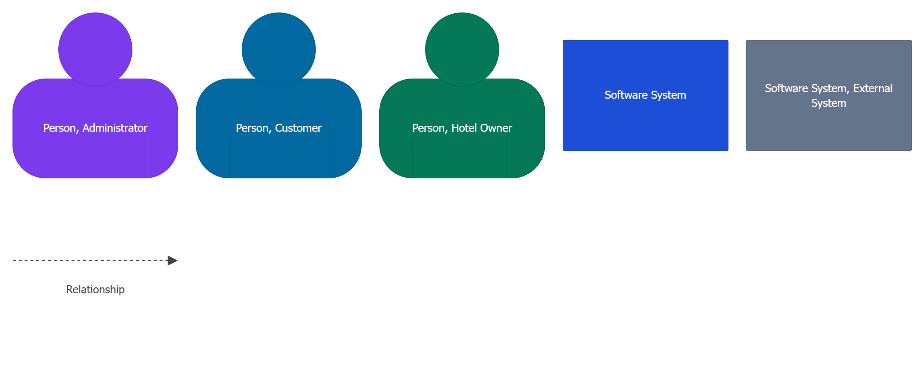 Person, Administrator
Person, Customer
Person, Hotel Owner
Software System
Software System, External
System
Relationship